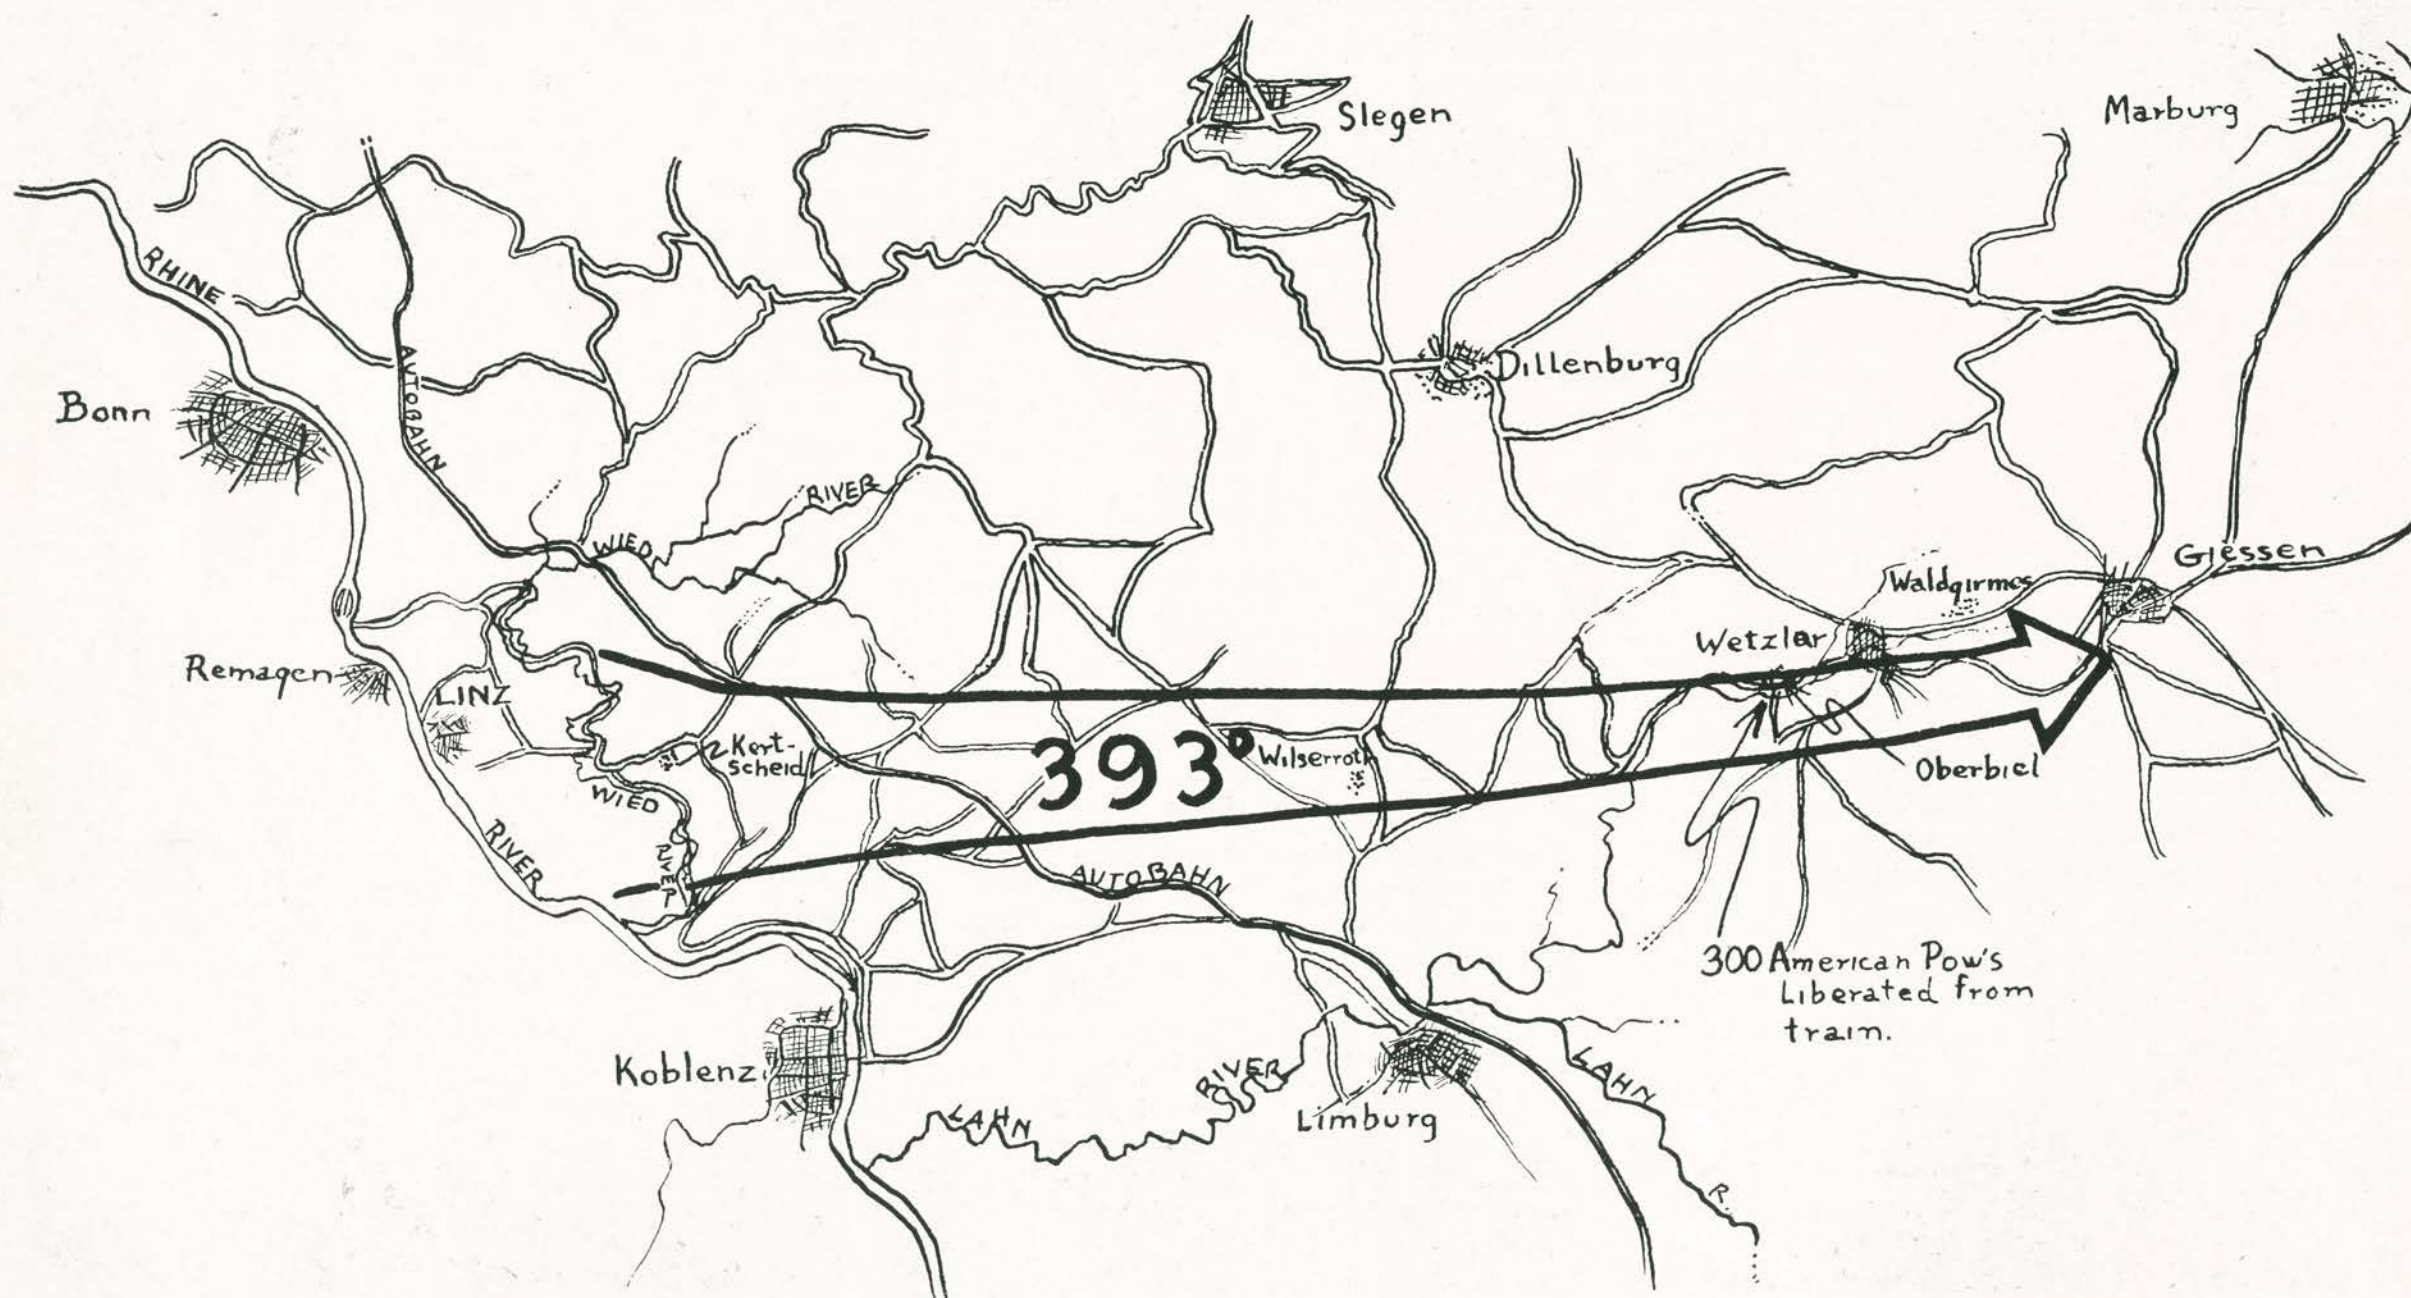 Slegen
Marburg
RHINE
AUTOBAHN
Bonn
Dillenburg
RIVER
WIED
Giessen
Waldgirmes
Wetzlar
Remagen
LINZ
Kert-
scheid
393
Wilserroth
Oberbiel
WIED
RIVER
RIVER
AUTOBAHN
300 American Pow's
Liberated from
train.
Koblenz
LAHN
RIVER
Limburg
LAHN
R.